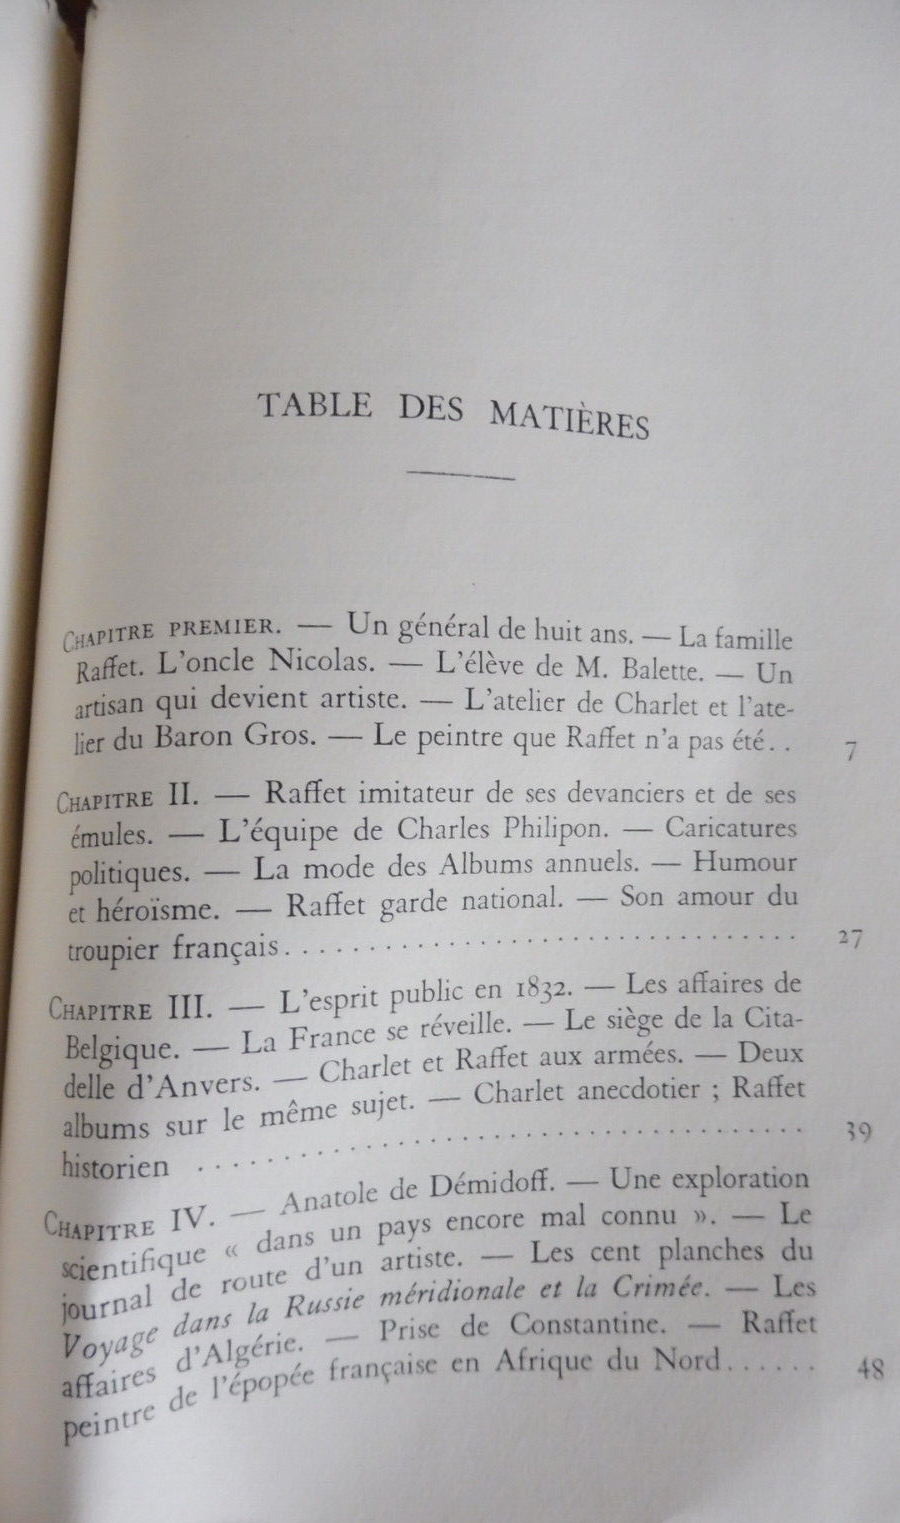 TABLE DES MATIÈRES
CHAPITRE PREMIER. — Un général de huit ans. — La famille
Raffet. L'oncle Nicolas. — L'élève de M. Balette. — Un
artisan qui devient artiste. — L'atelier de Charlet et l'ate-
lier du Baron Gros. — Le peintre que Raffet n'a pas été. . 7
CHAPITRE II. — Raffet imitateur de ses devanciers et de ses
émules. — L'équipe de Charles Philipon. — Caricatures
politiques. — La mode des Albums annuels. — Humour
et héroïsme. — Raffet garde national. — Son amour du
troupier français. . . . . . . . . . . . . . . . . . . . . . . . . . . . . . . . 27
CHAPITRE III. — L'esprit public en 1832. — Les affaires de
Belgique. — La France se réveille. — Le siège de la Cita-
delle d'Anvers. — Charlet et Raffet aux armées. — Deux
albums sur le même sujet. — Charlet anecdotier ; Raffet
historien . . . . . . . . . . . . . . . . . . . . . . . . . . . . . . . . . . . . . 39
CHAPITRE IV. — Anatole de Démidoff. — Une exploration
scientifique « dans un pays encore mal connu ». — Le
journal de route d'un artiste. — Les cent planches du
Voyage dans la Russie méridionale et la Crimée. — Les
affaires d'Algérie. — Prise de Constantine. — Raffet
peintre de l'épopée française en Afrique du Nord. . . . . . 48